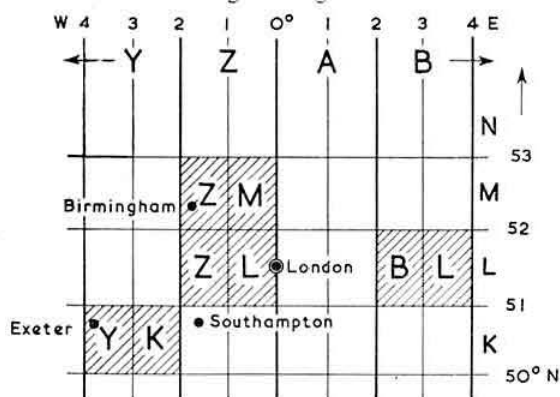 W 4 3 2 1 0° 1 2 3 4 E
Y Z A B
N
53
Birmingham Z M M
52
Z L London B L L
51
Exeter Y K Southampton K
50° N